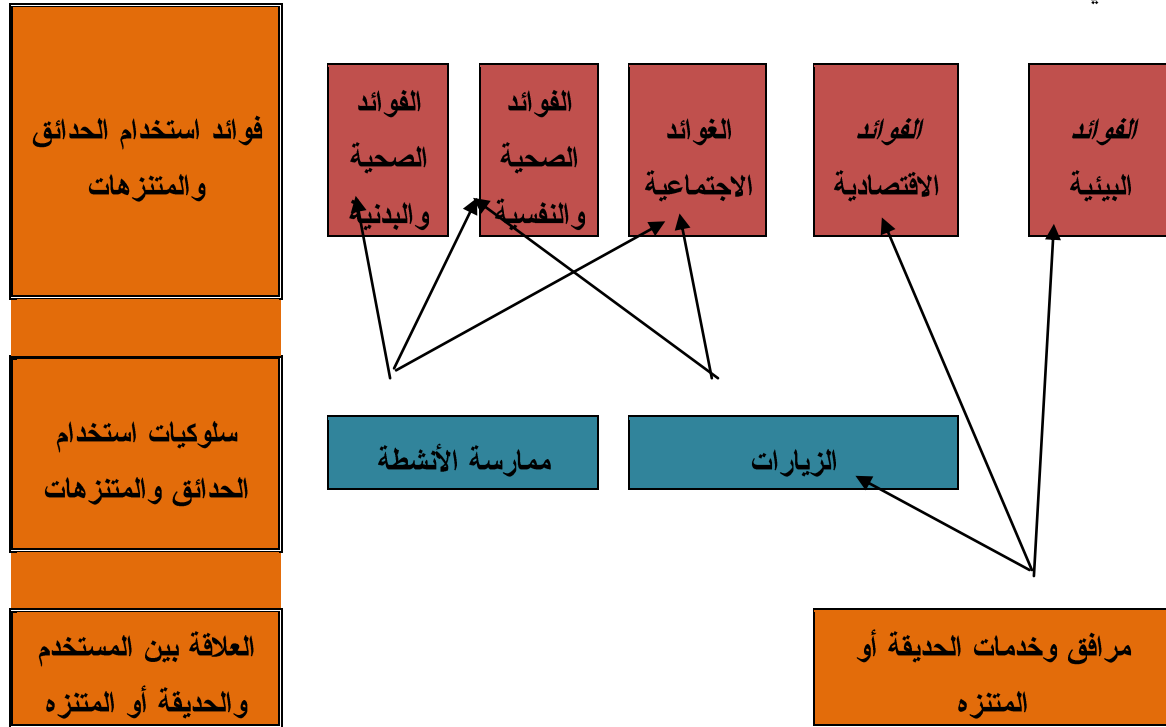 فوائد استخدام الحدائق
والمتنزهات
الفوائد
الصحية
والبدنية
الفوائد
الصحية
والنفسية
الغوائد
الاجتماعية
الفوائد
الاقتصادية
الفوائد
البيئية
سلوكيات استخدام
الحدائق والمتنزهات
ممارسة الأنشطة
الزيارات
العلاقة بين المستخدم
والحديقة أو المتنزه
مرافق وخدمات الحديقة أو
المتنزه